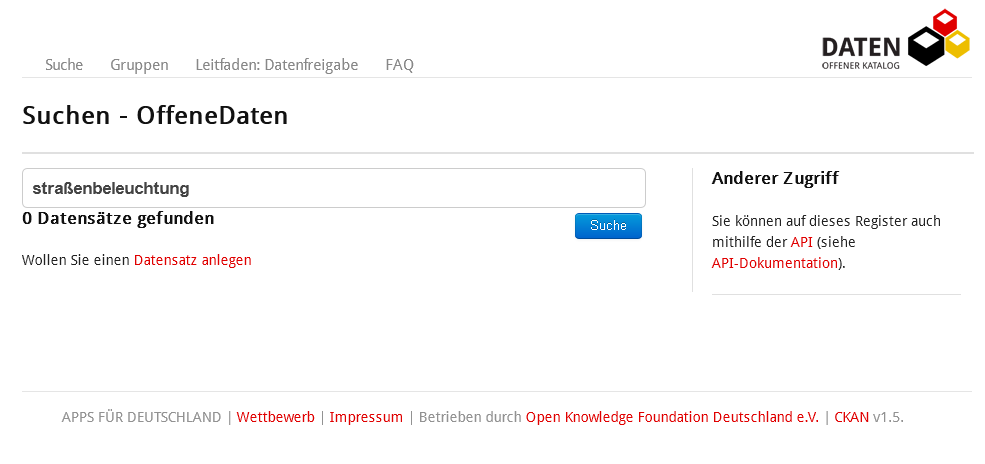 DATEN
OFFENER KATALOG
Suche Gruppen Leitfaden: Datenfreigabe FAQ
Suchen - OffeneDaten
straßenbeleuchtung
0 Datensätze gefunden
Suche
Wollen Sie einen Datensatz anlegen
Anderer Zugriff
Sie können auf dieses Register auch
mithilfe der API (siehe
API-Dokumentation).
APPS FÜR DEUTSCHLAND | Wettbewerb | Impressum | Betrieben durch Open Knowledge Foundation Deutschland e.V. | CKAN v1.5.